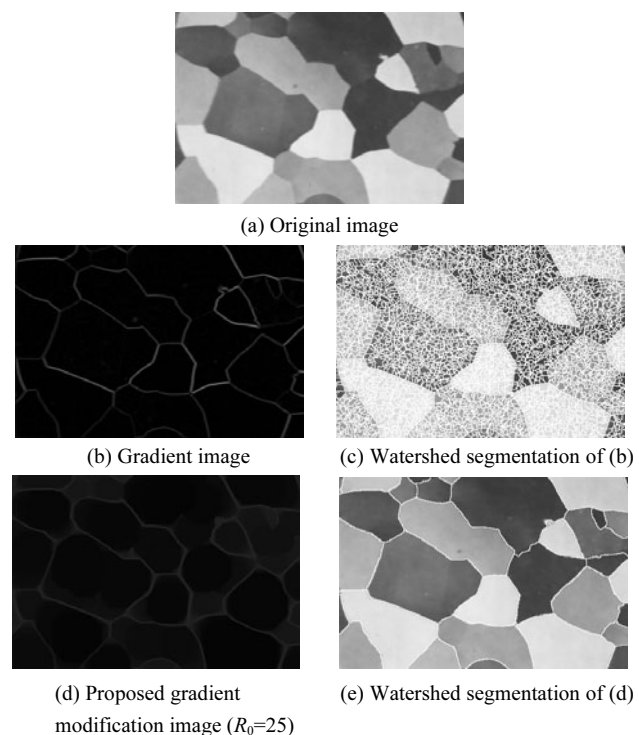 (a) Original image
(b) Gradient image
(c) Watershed segmentation of (b)
(d) Proposed gradient
modification image (R₀=25)
(e) Watershed segmentation of (d)